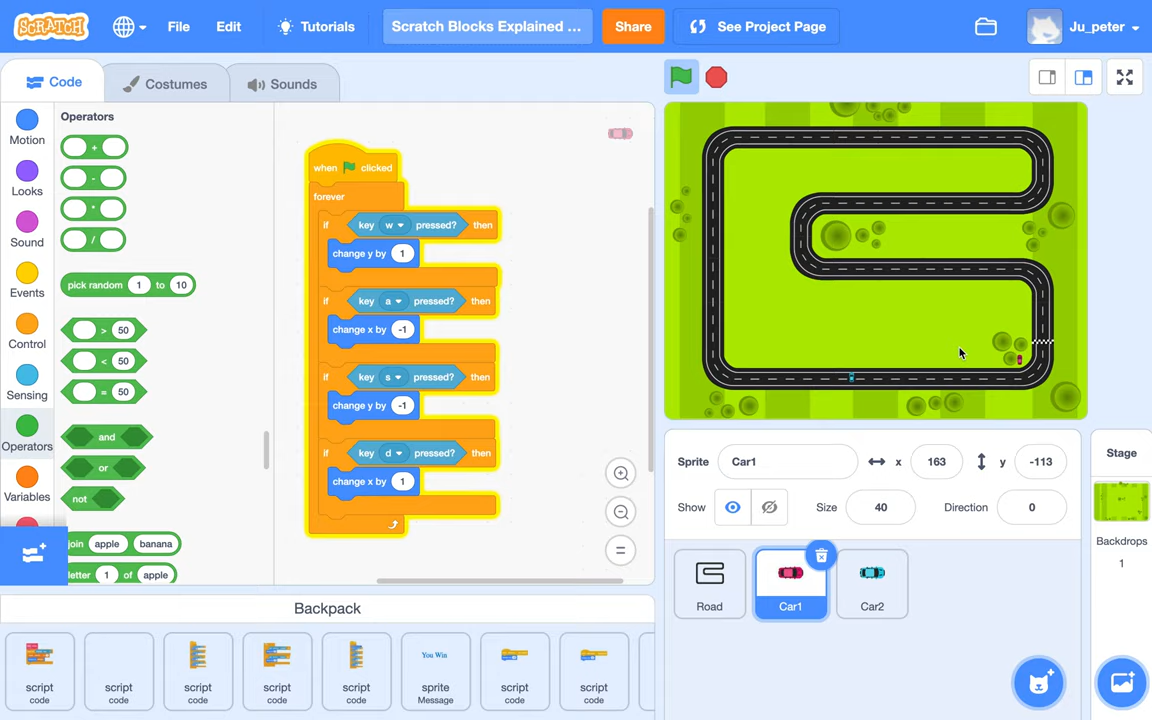 SCRATCH
File
Edit
Tutorials
Scratch Blocks Explained ...
Share
See Project Page
Ju_peter
Code
Costumes
Sounds
Motion
Looks
Sound
Events
Control
Sensing
Operators
Variables
Operators
+
-
*
/
pick random 1 to 10
> 50
< 50
= 50
and
or
not
join apple banana
letter 1 of apple
when clicked
forever
if key w pressed? then
change y by 1
if key a pressed? then
change x by -1
if key s pressed? then
change y by -1
if key d pressed? then
change x by 1
Sprite Car1 x 163 y -113
Show Size 40 Direction 0
Road
Car1
Car2
Stage
Backdrops
1
Backpack
script
code
script
code
script
code
script
code
script
code
You Win
sprite
Message
script
code
script
code